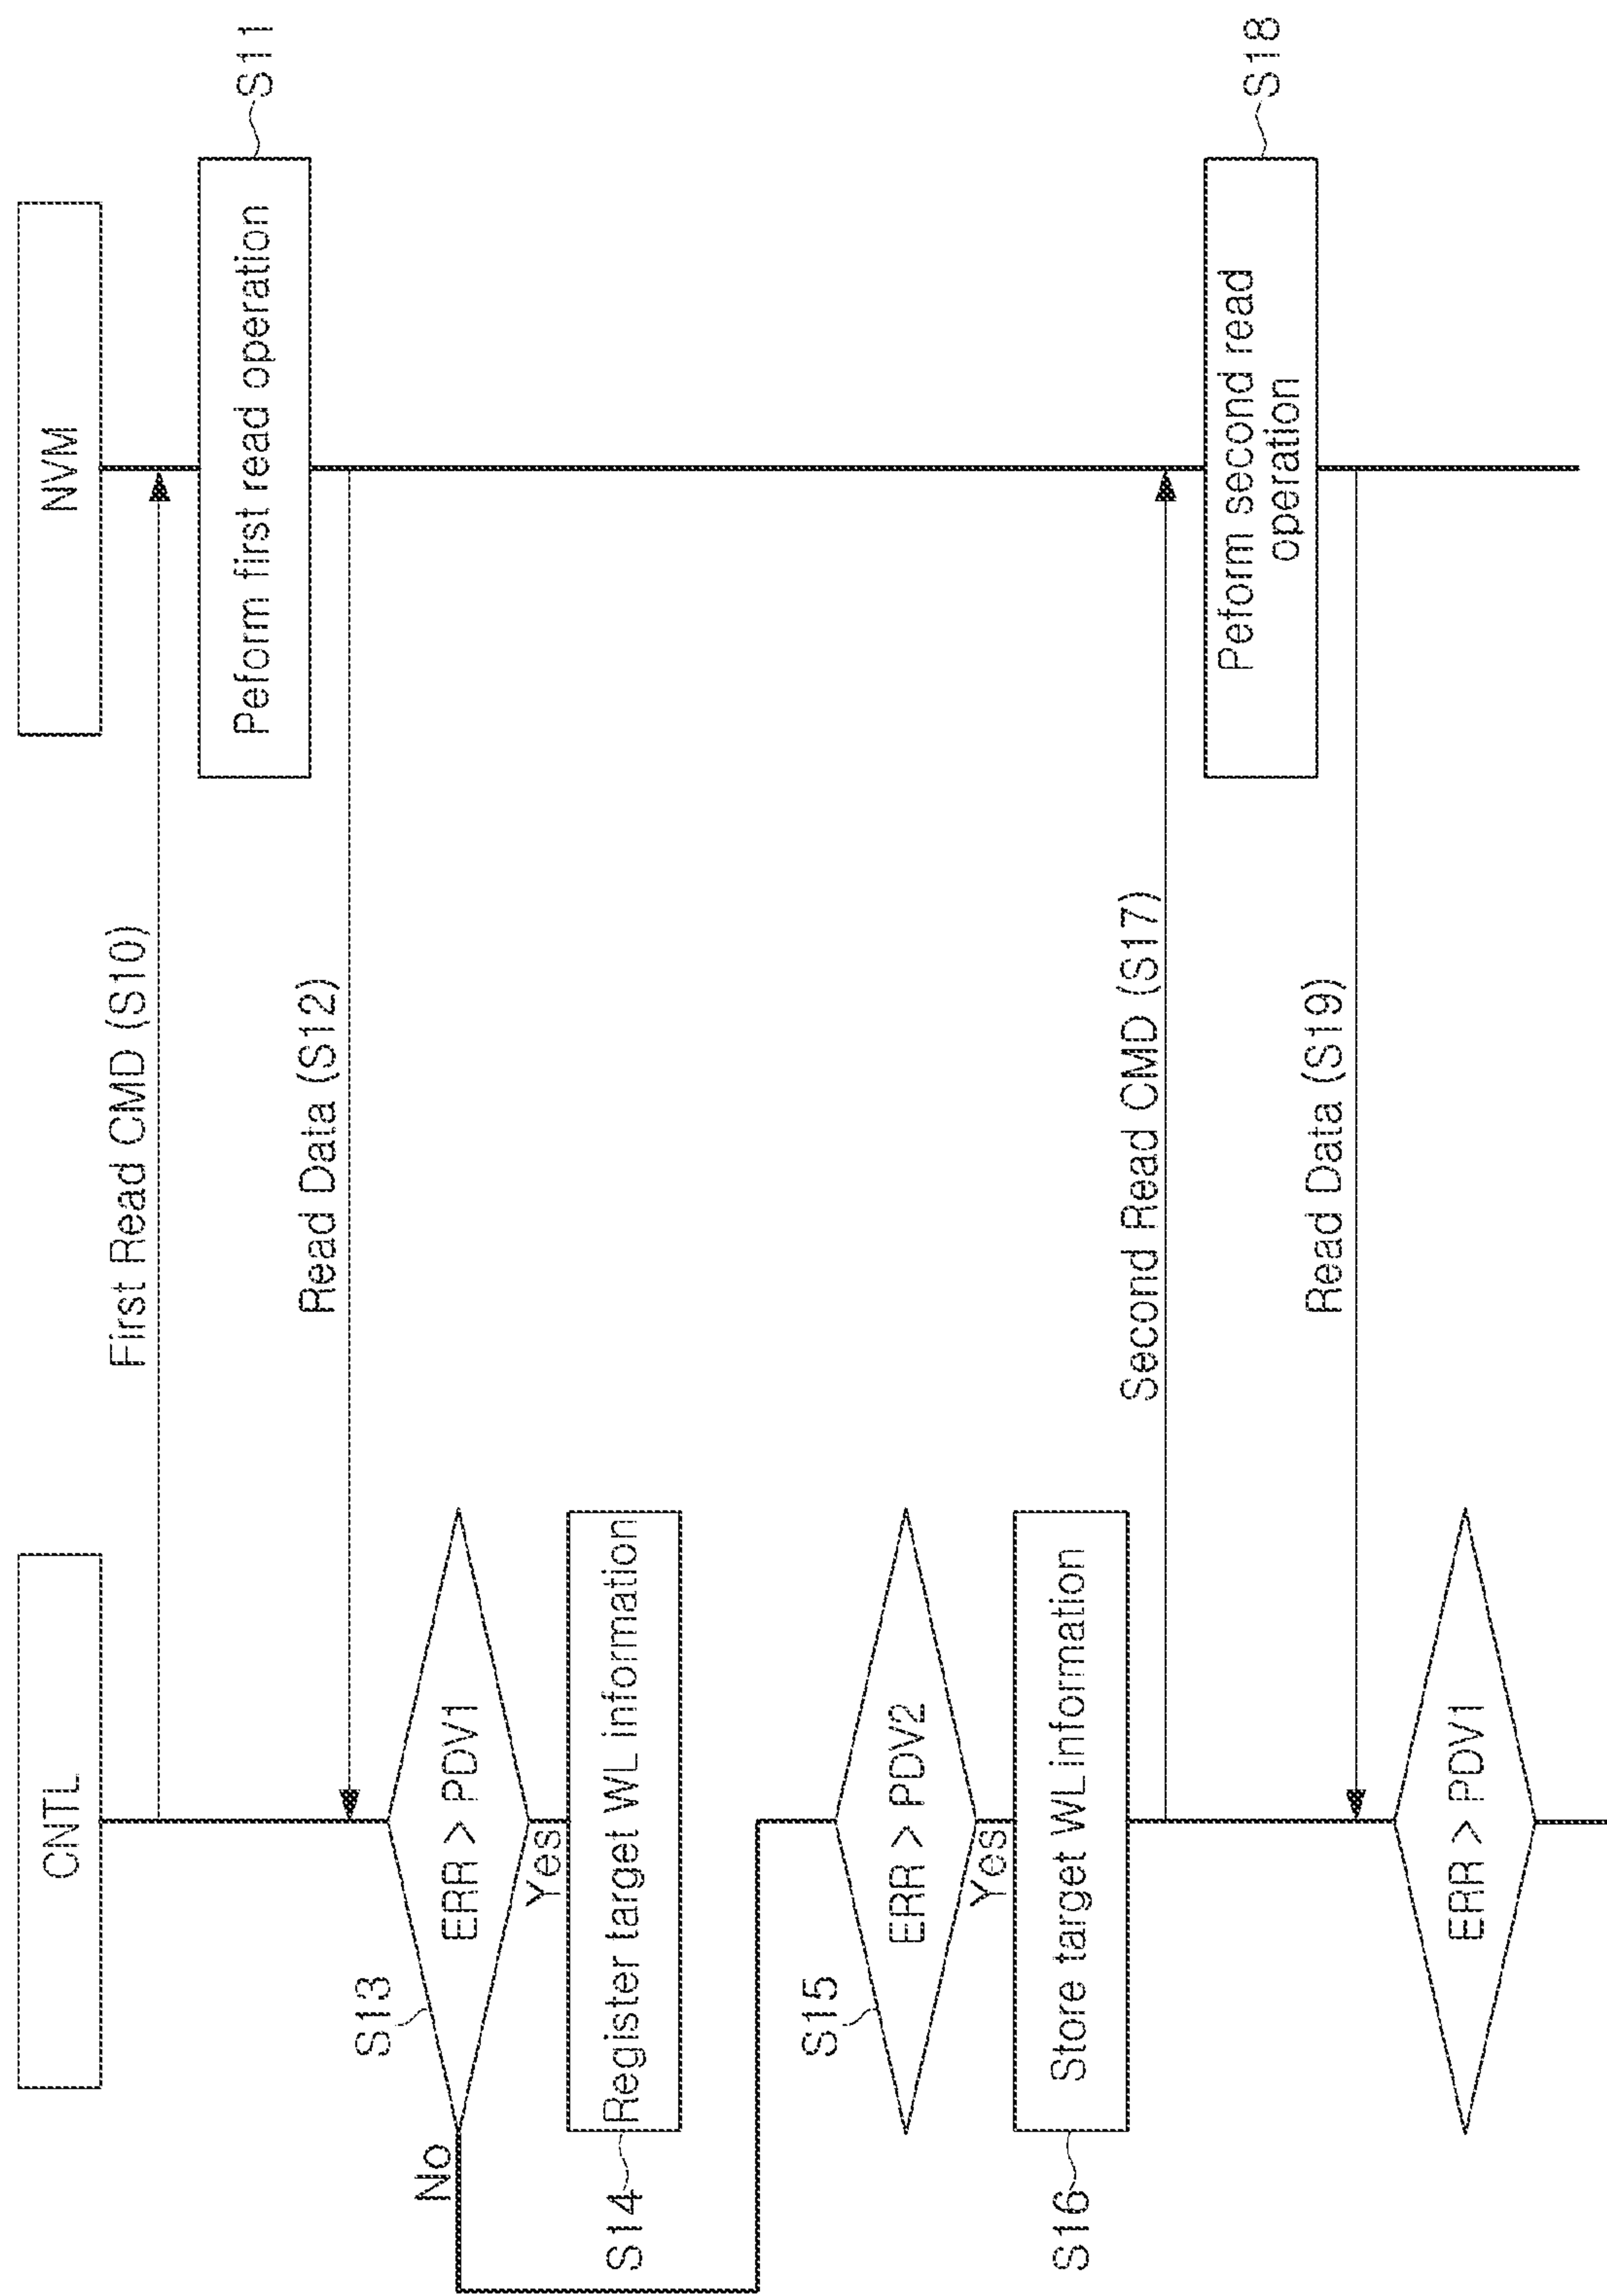 CNTL
NVM
First Read CMD (S10)
Peform first read operation
S11
Read Data (S12)
S13
ERR > PDV1
No
Yes
S14
Register target WL information
S15
ERR > PDV2
Yes
S16
Store target WL information
Second Read CMD (S17)
Peform second read
operation
S18
Read Data (S19)
ERR > PDV1